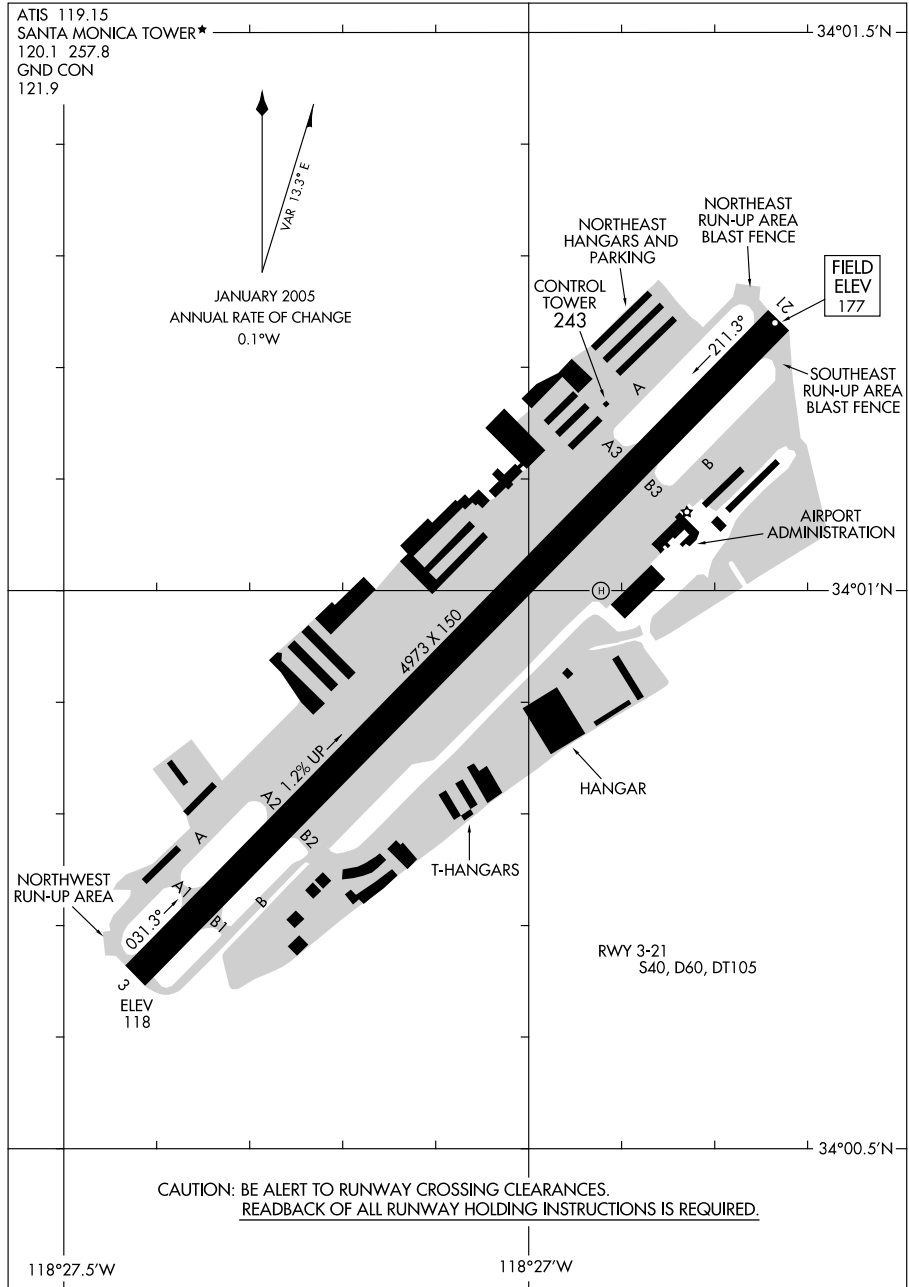 ATIS 119.15
SANTA MONICA TOWER★
120.1 257.8
GND CON
121.9
34°01.5'N
VAR 13.3° E
JANUARY 2005
ANNUAL RATE OF CHANGE
0.1°W
NORTHEAST
HANGARS AND
PARKING
NORTHEAST
RUN-UP AREA
BLAST FENCE
CONTROL
TOWER
243
FIELD
ELEV
177
21
211.3°
A
SOUTHEAST
RUN-UP AREA
BLAST FENCE
A3
B3
B
AIRPORT
ADMINISTRATION
H
34°01'N
4973 X 150
1.2% UP
HANGAR
A2
A
B2
T-HANGARS
NORTHWEST
RUN-UP AREA
A1
B
B1
031.3°
3
ELEV
118
RWY 3-21
S40, D60, DT105
34°00.5'N
CAUTION: BE ALERT TO RUNWAY CROSSING CLEARANCES.
READBACK OF ALL RUNWAY HOLDING INSTRUCTIONS IS REQUIRED.
118°27.5'W
118°27'W